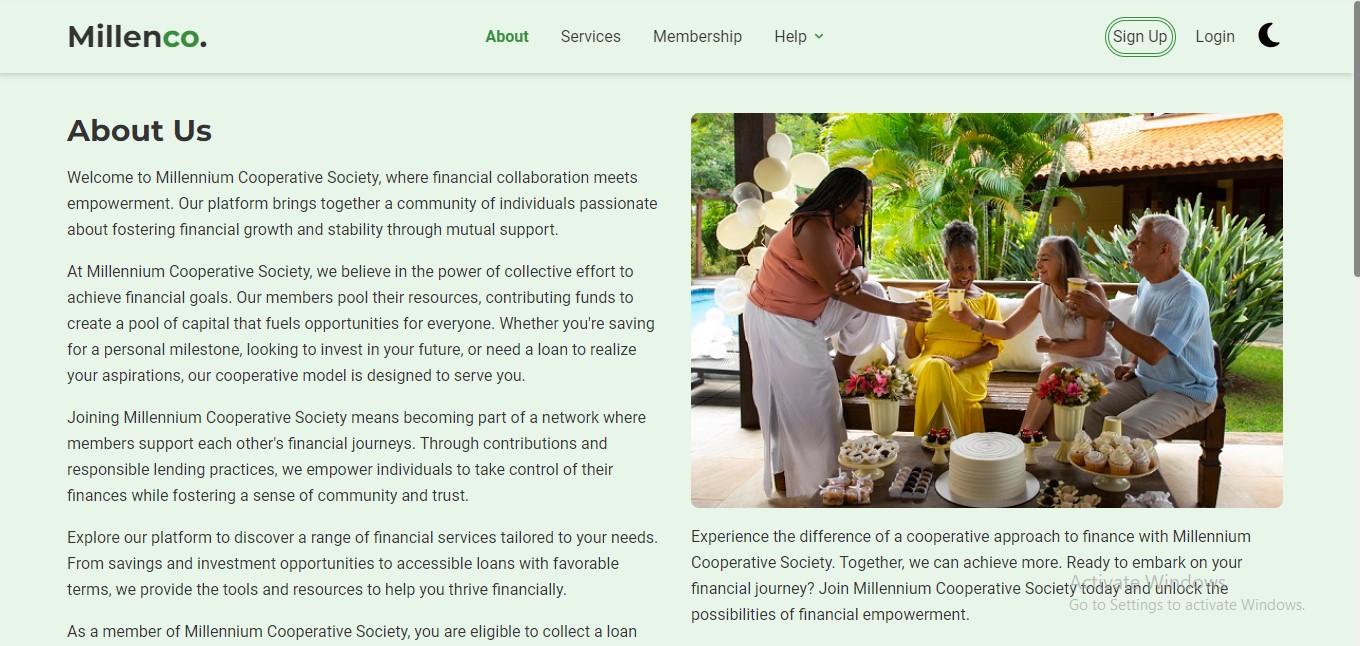 Millenco.
About
Services
Membership
Help
Sign Up
Login
About Us
Welcome to Millennium Cooperative Society, where financial collaboration meets
empowerment. Our platform brings together a community of individuals passionate
about fostering financial growth and stability through mutual support.
At Millennium Cooperative Society, we believe in the power of collective effort to
achieve financial goals. Our members pool their resources, contributing funds to
create a pool of capital that fuels opportunities for everyone. Whether you're saving
for a personal milestone, looking to invest in your future, or need a loan to realize
your aspirations, our cooperative model is designed to serve you.
Joining Millennium Cooperative Society means becoming part of a network where
members support each other's financial journeys. Through contributions and
responsible lending practices, we empower individuals to take control of their
finances while fostering a sense of community and trust.
Explore our platform to discover a range of financial services tailored to your needs.
From savings and investment opportunities to accessible loans with favorable
terms, we provide the tools and resources to help you thrive financially.
As a member of Millennium Cooperative Society, you are eligible to collect a loan
Experience the difference of a cooperative approach to finance with Millennium
Cooperative Society. Together, we can achieve more. Ready to embark on your
financial journey? Join Millennium Cooperative Society today and unlock the
possibilities of financial empowerment.
Activate Windows
Go to Settings to activate Windows.